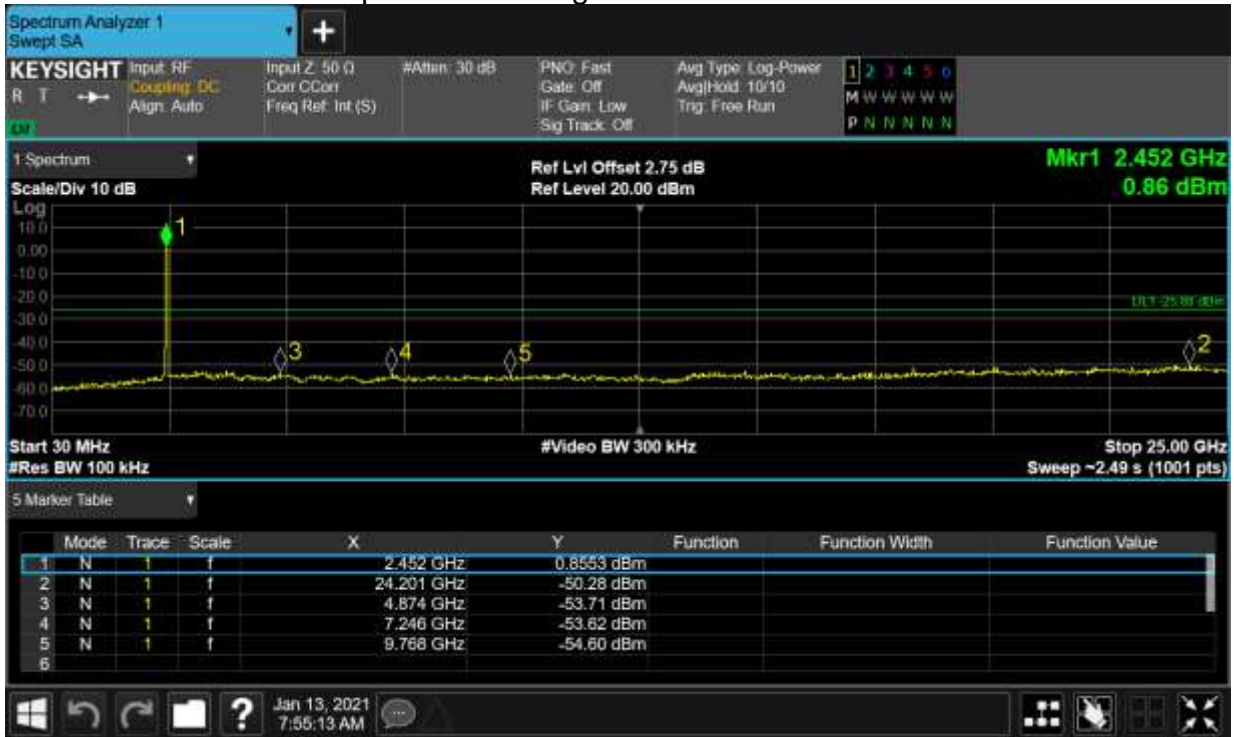 Spectrum Analyzer 1
Swept SA
+
KEYSIGHT
R T
Input: RF
Coupling: DC
Align: Auto
Input Z: 50 Ω
Corr CCorr
Freq Ref: Int (S)
#Atten: 30 dB
PNO: Fast
Gate: Off
IF Gain: Low
Sig Track: Off
Avg Type: Log-Power
Avg|Hold: 10/10
Trig: Free Run
1 2 3 4 5 6
M W W W W W
P N N N N N
1 Spectrum
Scale/Div 10 dB
Ref Lvl Offset 2.75 dB
Ref Level 20.00 dBm
Mkr1 2.452 GHz
0.86 dBm
Log
10.0
0.00
-10.0
-20.0
-30.0
-40.0
-50.0
-60.0
-70.0
1
DL1 -25.88 dBm
3
4
5
2
Start 30 MHz
#Res BW 100 kHz
#Video BW 300 kHz
Stop 25.00 GHz
Sweep ~2.49 s (1001 pts)
5 Marker Table
Mode Trace Scale X Y Function Function Width Function Value
1 N 1 f 2.452 GHz 0.8553 dBm
2 N 1 f 24.201 GHz -50.28 dBm
3 N 1 f 4.874 GHz -53.71 dBm
4 N 1 f 7.246 GHz -53.62 dBm
5 N 1 f 9.768 GHz -54.60 dBm
6
?
Jan 13, 2021
7:55:13 AM